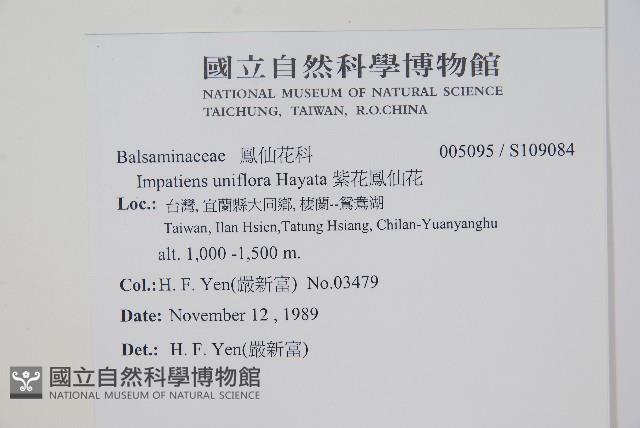 國立自然科學博物館
NATIONAL MUSEUM OF NATURAL SCIENCE
TAICHUNG, TAIWAN, R.O.CHINA
Balsaminaceae 鳳仙花科 005095 / S109084
Impatiens uniflora Hayata 紫花鳳仙花
Loc.: 台灣, 宜蘭縣大同鄉, 棲蘭--鴛鴦湖
Taiwan, Ilan Hsien,Tatung Hsiang, Chilan-Yuanyanghu
alt. 1,000 -1,500 m.
Col.:H. F. Yen(嚴新富) No.03479
Date: November 12 , 1989
Det.: H. F. Yen(嚴新富)
國立自然科學博物館
NATIONAL MUSEUM OF NATURAL SCIENCE